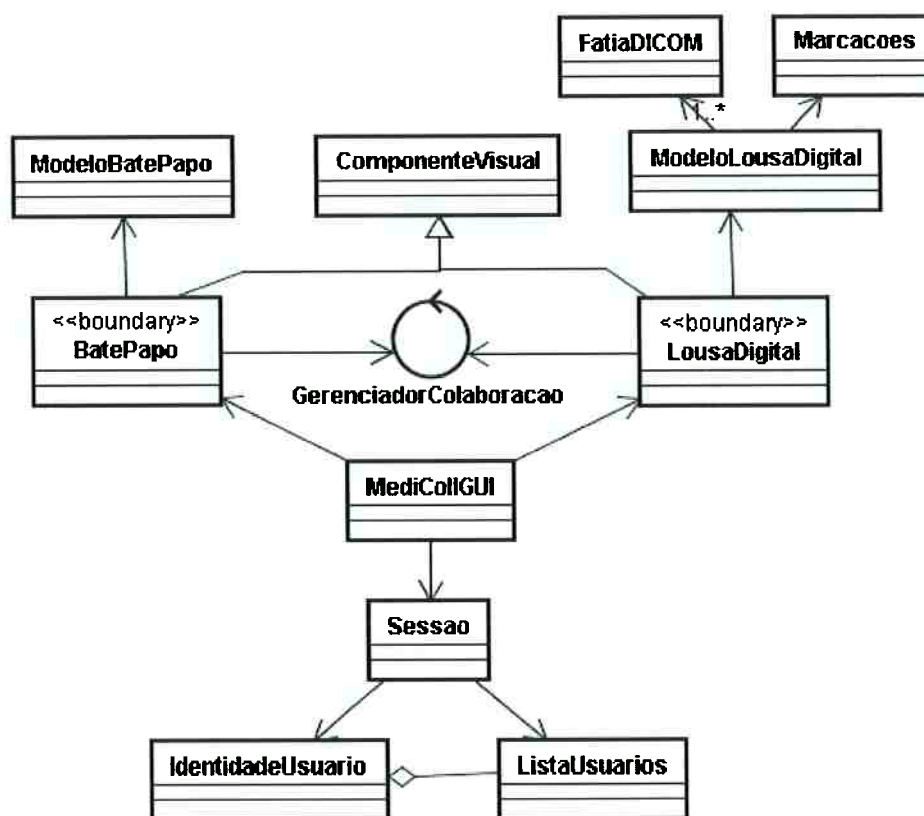 FatiaDICOM
Marcacoes
1..*
ModeloBatePapo
ComponenteVisual
ModeloLousaDigital
<<boundary>>
BatePapo
<<boundary>>
LousaDigital
GerenciadorColaboracao
MediCollGUI
Sessao
IdentidadeUsuario
ListaUsuarios